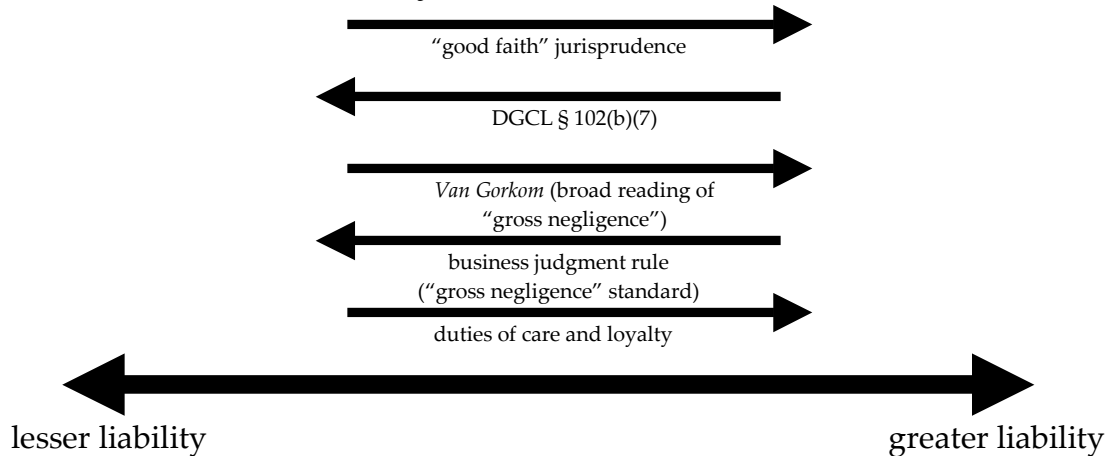 “good faith” jurisprudence
DGCL § 102(b)(7)
Van Gorkom (broad reading of
“gross negligence”)
business judgment rule
(“gross negligence” standard)
duties of care and loyalty
lesser liability
greater liability